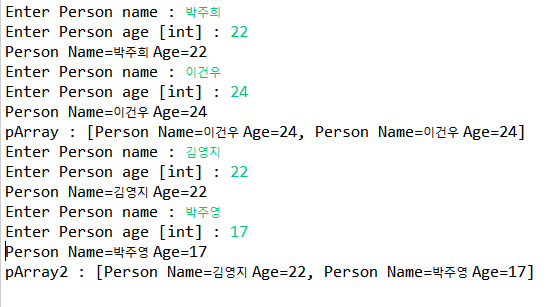 Enter Person name : 박주희
Enter Person age [int] : 22
Person Name=박주희 Age=22
Enter Person name : 이건우
Enter Person age [int] : 24
Person Name=이건우 Age=24
pArray : [Person Name=이건우 Age=24, Person Name=이건우 Age=24]
Enter Person name : 김영지
Enter Person age [int] : 22
Person Name=김영지 Age=22
Enter Person name : 박주영
Enter Person age [int] : 17
Person Name=박주영 Age=17
pArray2 : [Person Name=김영지 Age=22, Person Name=박주영 Age=17]